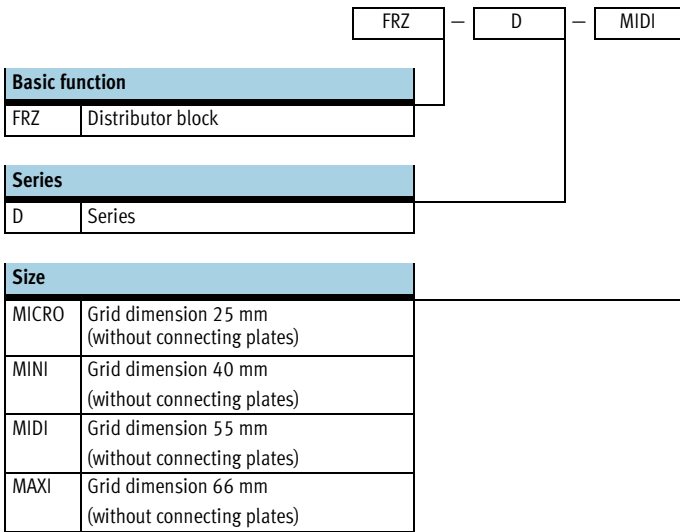 FRZ — D — MIDI
Basic function
FRZ Distributor block
Series
D Series
Size
MICRO Grid dimension 25 mm
(without connecting plates)
MINI Grid dimension 40 mm
(without connecting plates)
MIDI Grid dimension 55 mm
(without connecting plates)
MAXI Grid dimension 66 mm
(without connecting plates)